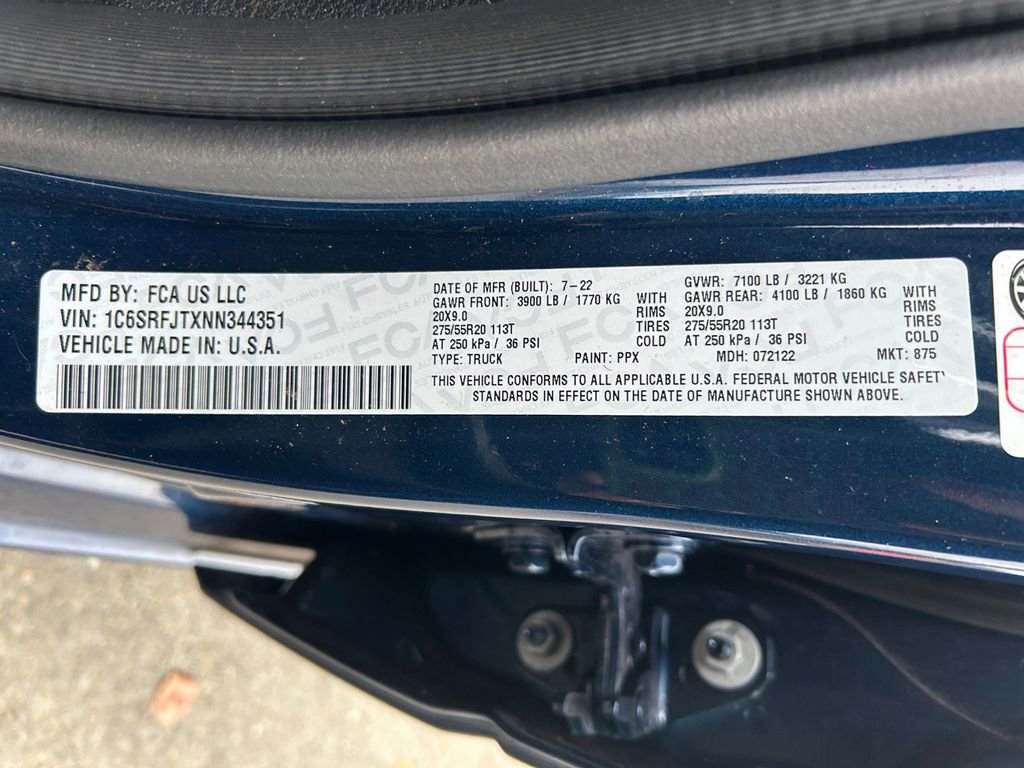 MFD BY: FCA US LLC
VIN: 1C6SRFJTXNN344351
VEHICLE MADE IN: U.S.A.
DATE OF MFR (BUILT): 7-22 GVWR: 7100 LB / 3221 KG
GAWR FRONT: 3900 LB / 1770 KG WITH GAWR REAR: 4100 LB / 1860 KG WITH
20X9.0 RIMS 20X9.0 RIMS
275/55R20 113T TIRES 275/55R20 113T TIRES
AT 250 kPa / 36 PSI COLD AT 250 kPa / 36 PSI COLD
TYPE: TRUCK PAINT: PPX MDH: 072122 MKT: 875
THIS VEHICLE CONFORMS TO ALL APPLICABLE U.S.A. FEDERAL MOTOR VEHICLE SAFETY
STANDARDS IN EFFECT ON THE DATE OF MANUFACTURE SHOWN ABOVE.